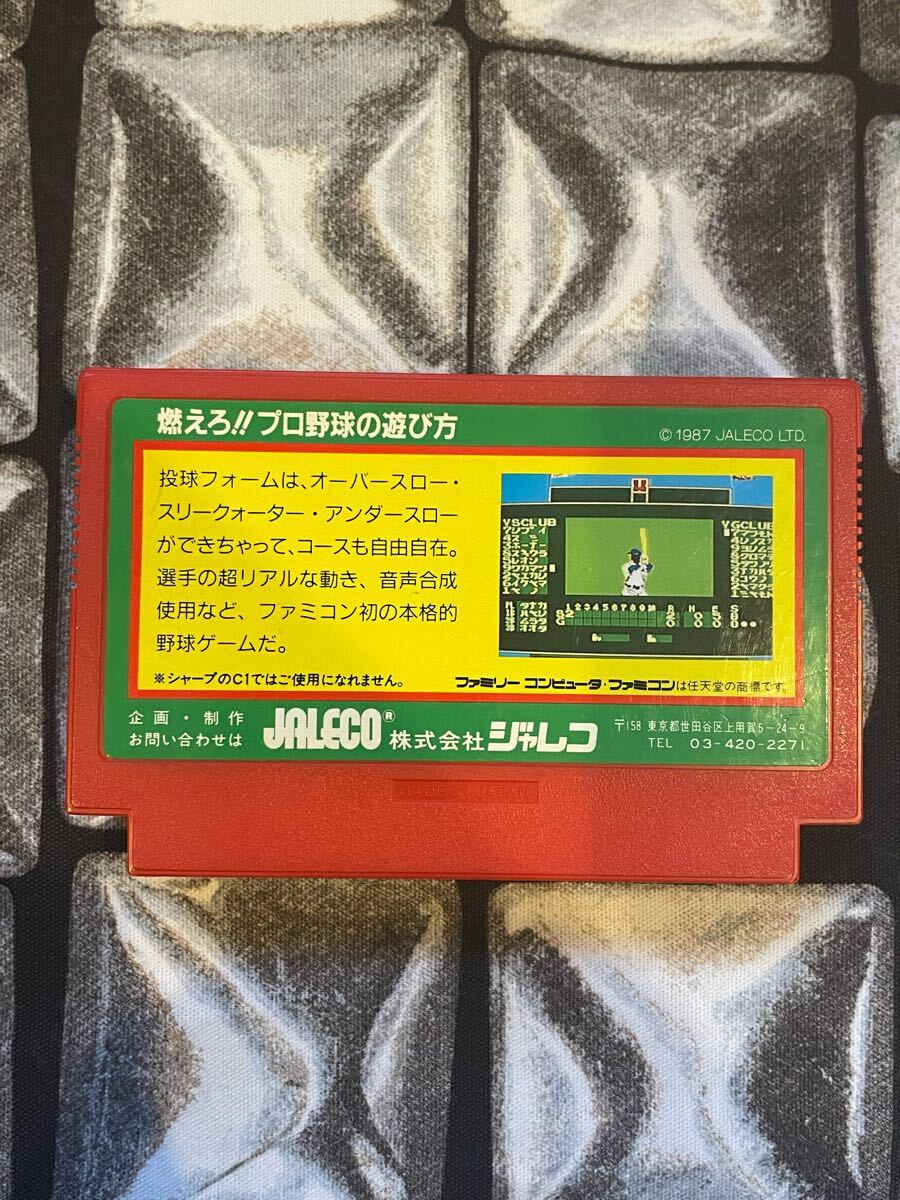 燃えろ!!プロ野球の遊び方
© 1987 JALECO LTD.
投球フォームは、オーバースロー・
スリークォーター・アンダースロー
ができちゃって、コースも自由自在。
選手の超リアルな動き、音声合成
使用など、ファミコン初の本格的
野球ゲームだ。
YSCLUB
YGCLUB
12345678910 R H E S
※シャープのC1ではご使用になれません。
ファミリーコンピュータ・ファミコンは任天堂の商標です。
企画・制作
お問い合わせは
JALECO® 株式会社ジャレコ
〒158 東京都世田谷区上用賀5-24-9
TEL 03-420-2271.
MADE IN JAPAN